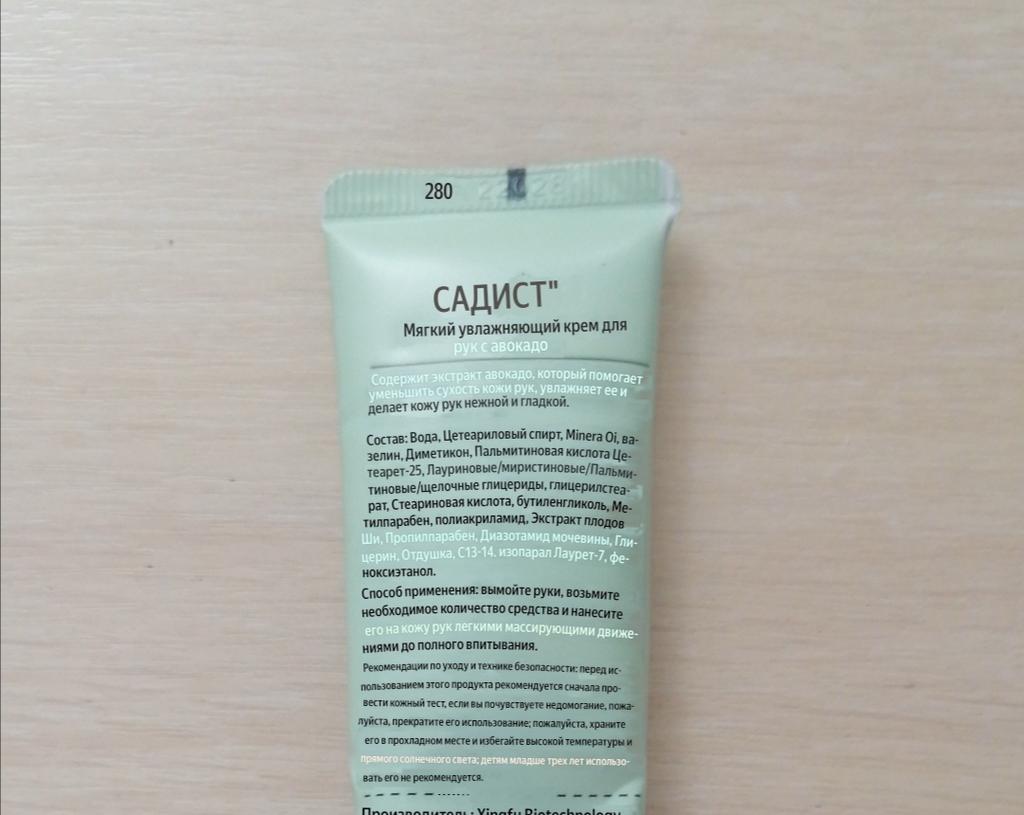 280
САДИСТ"
Мягкий увлажняющий крем для
рук с авокадо
Содержит экстракт авокадо, который помогает
уменьшить сухость кожи рук, увлажняет ее и
делает кожу рук нежной и гладкой.
Состав: Вода, Цетеариловый спирт, Minera Oi, ва-
зелин, Диметикон, Пальмитиновая кислота Це-
теарет-25, Лауриновые/миристиновые/Пальми-
тиновые/щелочные глицериды, глицерилстеа-
рат, Стеариновая кислота, бутиленгликоль, Ме-
тилпарабен, полиакриламид, Экстракт плодов
Ши, Пропилпарабен, Диазотамид мочевины, Гли-
церин, Отдушка, C13-14. изопарал Лаурет-7, фе-
ноксиэтанол.
Способ применения: вымойте руки, возьмите
необходимое количество средства и нанесите
его на кожу рук легкими массирующими движе-
ниями до полного впитывания.
Рекомендации по уходу и технике безопасности: перед ис-
пользованием этого продукта рекомендуется сначала про-
вести кожный тест, если вы почувствуете недомогание, пожа-
луйста, прекратите его использование; пожалуйста, храните
его в прохладном месте и избегайте высокой температуры и
прямого солнечного света; детям младше трех лет использо-
вать его не рекомендуется.
Производитель: Yingfu Biotechnology